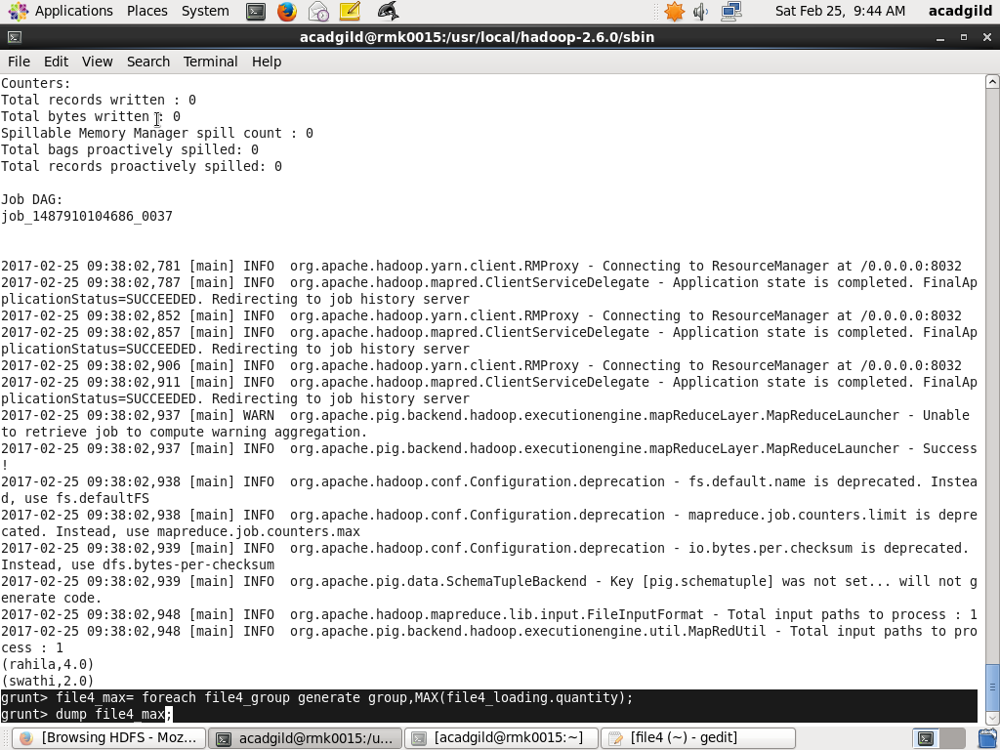 Applications Places System Sat Feb 25, 9:44 AM acadgild
acadgild@rmk0015:/usr/local/hadoop-2.6.0/sbin
File Edit View Search Terminal Help
Counters:
Total records written : 0
Total bytes written : 0
Spillable Memory Manager spill count : 0
Total bags proactively spilled: 0
Total records proactively spilled: 0
Job DAG:
job_1487910104686_0037
2017-02-25 09:38:02,781 [main] INFO  org.apache.hadoop.yarn.client.RMProxy - Connecting to ResourceManager at /0.0.0.0:8032
2017-02-25 09:38:02,787 [main] INFO  org.apache.hadoop.mapred.ClientServiceDelegate - Application state is completed. FinalAp
plicationStatus=SUCCEEDED. Redirecting to job history server
2017-02-25 09:38:02,852 [main] INFO  org.apache.hadoop.yarn.client.RMProxy - Connecting to ResourceManager at /0.0.0.0:8032
2017-02-25 09:38:02,857 [main] INFO  org.apache.hadoop.mapred.ClientServiceDelegate - Application state is completed. FinalAp
plicationStatus=SUCCEEDED. Redirecting to job history server
2017-02-25 09:38:02,906 [main] INFO  org.apache.hadoop.yarn.client.RMProxy - Connecting to ResourceManager at /0.0.0.0:8032
2017-02-25 09:38:02,911 [main] INFO  org.apache.hadoop.mapred.ClientServiceDelegate - Application state is completed. FinalAp
plicationStatus=SUCCEEDED. Redirecting to job history server
2017-02-25 09:38:02,937 [main] WARN  org.apache.pig.backend.hadoop.executionengine.mapReduceLayer.MapReduceLauncher - Unable
to retrieve job to compute warning aggregation.
2017-02-25 09:38:02,937 [main] INFO  org.apache.pig.backend.hadoop.executionengine.mapReduceLayer.MapReduceLauncher - Success
!
2017-02-25 09:38:02,938 [main] INFO  org.apache.hadoop.conf.Configuration.deprecation - fs.default.name is deprecated. Instea
d, use fs.defaultFS
2017-02-25 09:38:02,938 [main] INFO  org.apache.hadoop.conf.Configuration.deprecation - mapreduce.job.counters.limit is depre
cated. Instead, use mapreduce.job.counters.max
2017-02-25 09:38:02,939 [main] INFO  org.apache.hadoop.conf.Configuration.deprecation - io.bytes.per.checksum is deprecated.
Instead, use dfs.bytes-per-checksum
2017-02-25 09:38:02,939 [main] INFO  org.apache.pig.data.SchemaTupleBackend - Key [pig.schematuple] was not set... will not g
enerate code.
2017-02-25 09:38:02,948 [main] INFO  org.apache.hadoop.mapreduce.lib.input.FileInputFormat - Total input paths to process : 1
2017-02-25 09:38:02,948 [main] INFO  org.apache.pig.backend.hadoop.executionengine.util.MapRedUtil - Total input paths to pro
cess : 1
(rahila,4.0)
(swathi,2.0)
grunt> file4_max= foreach file4_group generate group,MAX(file4_loading.quantity);
grunt> dump file4_max;
[Browsing HDFS - Moz... acadgild@rmk0015:/u... [acadgild@rmk0015:~] [file4 (~) - gedit]